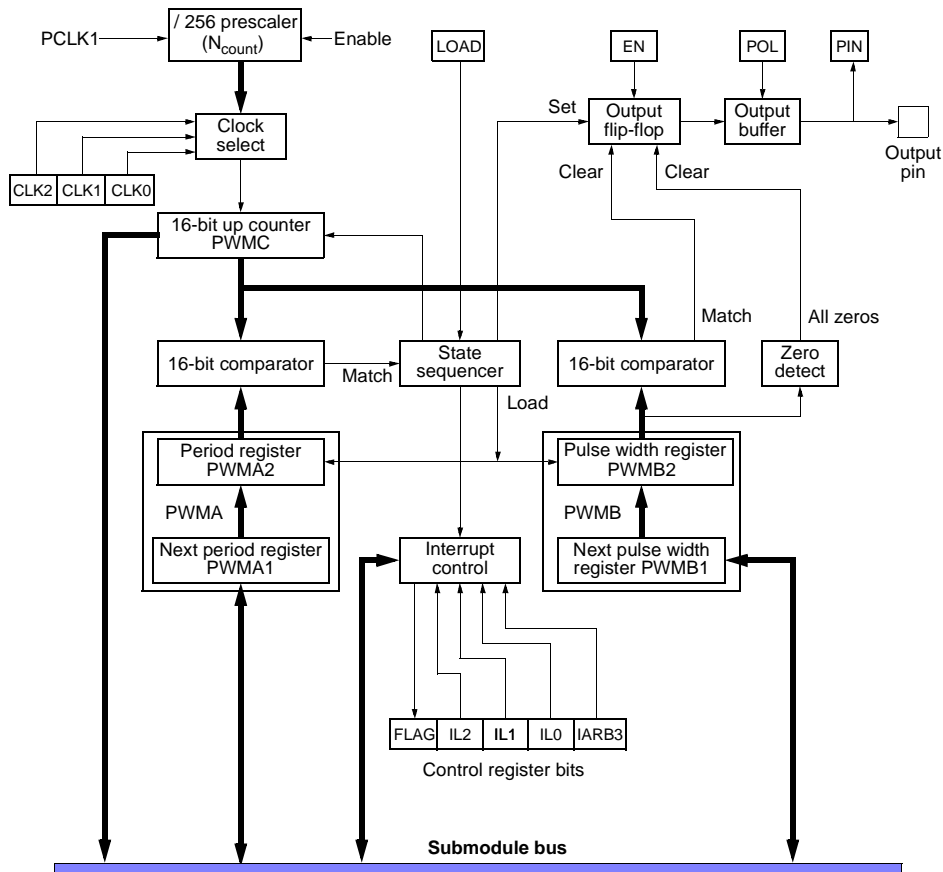 / 256 prescaler
(Ncount)
PCLK1
Enable
LOAD
EN
POL
PIN
Clock
select
Set
Output
flip-flop
Output
buffer
Output
pin
CLK2 CLK1 CLK0
Clear
Clear
16-bit up counter
PWMC
Match
All zeros
16-bit comparator
Match
State
sequencer
16-bit comparator
Zero
detect
Load
Period register
PWMA2
Pulse width register
PWMB2
PWMA
PWMB
Next period register
PWMA1
Interrupt
control
Next pulse width
register PWMB1
FLAG IL2 IL1 IL0 IARB3
Control register bits
Submodule bus